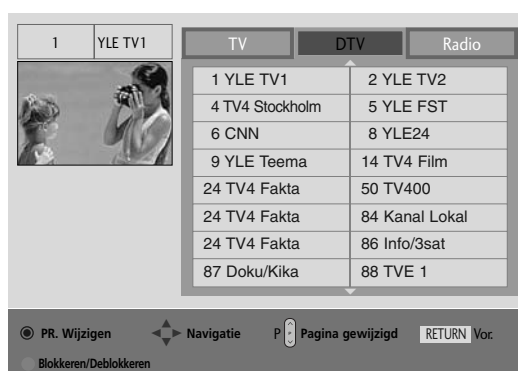 1 YLE TV1
TV DTV Radio
1 YLE TV1 2 YLE TV2
4 TV4 Stockholm 5 YLE FST
6 CNN 8 YLE24
9 YLE Teema 14 TV4 Film
24 TV4 Fakta 50 TV400
24 TV4 Fakta 84 Kanal Lokal
24 TV4 Fakta 86 Info/3sat
87 Doku/Kika 88 TVE 1
PR. Wijzigen Navigatie P Pagina gewijzigd RETURN Vor.
Blokkeren/Deblokkeren